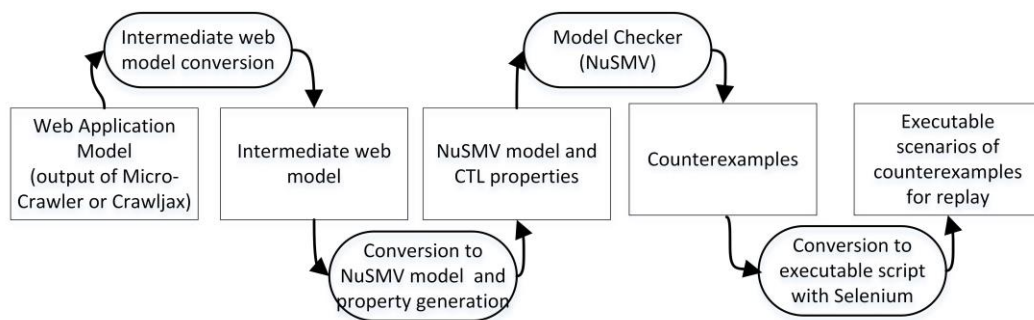 Intermediate web
model conversion
Model Checker
(NuSMV)
Web Application
Model
(output of Micro-
Crawler or Crawljax)
Intermediate web
model
NuSMV model and
CTL properties
Counterexamples
Executable
scenarios of
counterexamples
for replay
Conversion to
NuSMV model and
property generation
Conversion to
executable script
with Selenium